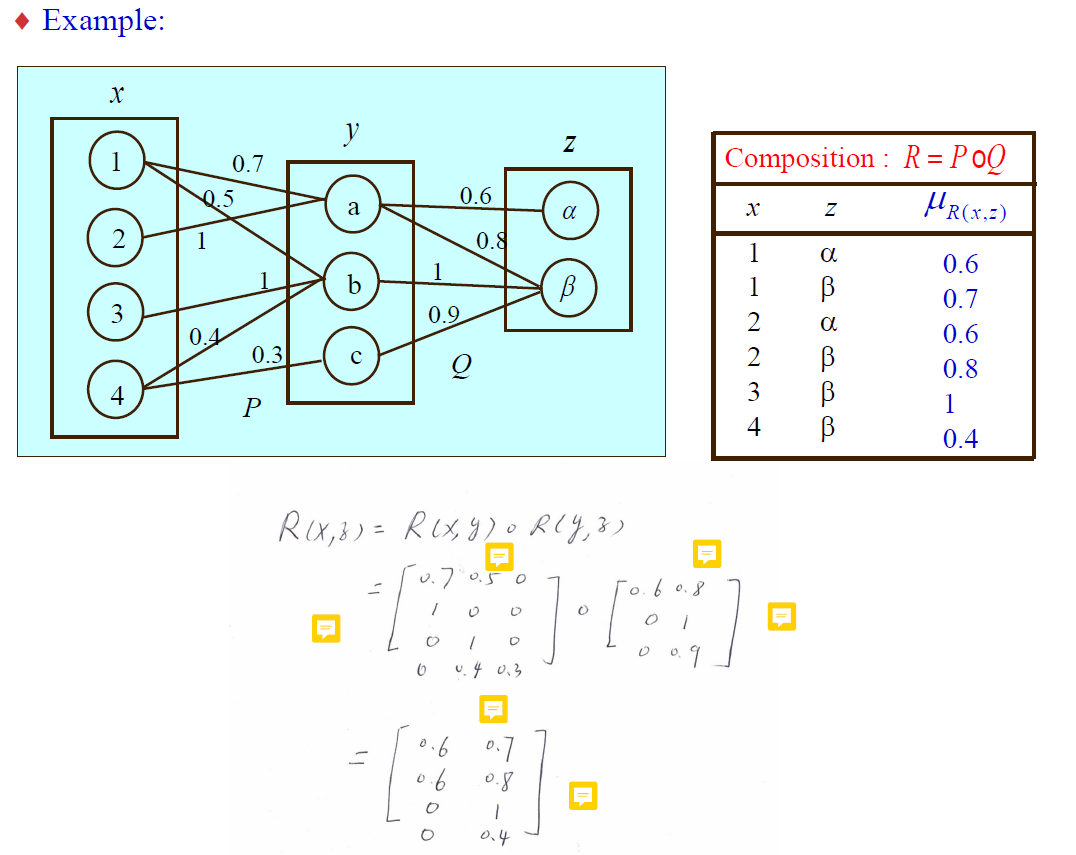 Example:
x
y
z
1
0.7
0.5
a
0.6
α
2
1
0.8
3
1
b
1
β
0.4
0.9
4
0.3
c
P
Q
Composition : R = P o Q
x z μR(x,z)
1 α 0.6
1 β 0.7
2 α 0.6
2 β 0.8
3 β 1
4 β 0.4
R(x,z) = R(x,y) ∘ R(y,z)
= [ 0.7 0.5 0 ∘ [ 0.6 0.8
1 0 0 0 1
0 1 0 0 0.9 ]
0 0.4 0.3 ]
= [ 0.6 0.7
0.6 0.8
0 1
0 0.4 ]